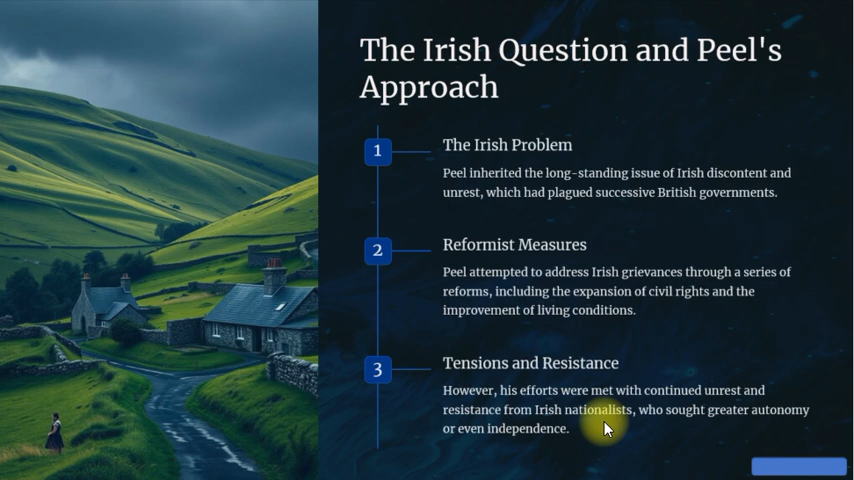 The Irish Question and Peel's
Approach
1
The Irish Problem
Peel inherited the long-standing issue of Irish discontent and
unrest, which had plagued successive British governments.
2
Reformist Measures
Peel attempted to address Irish grievances through a series of
reforms, including the expansion of civil rights and the
improvement of living conditions.
3
Tensions and Resistance
However, his efforts were met with continued unrest and
resistance from Irish nationalists, who sought greater autonomy
or even independence.